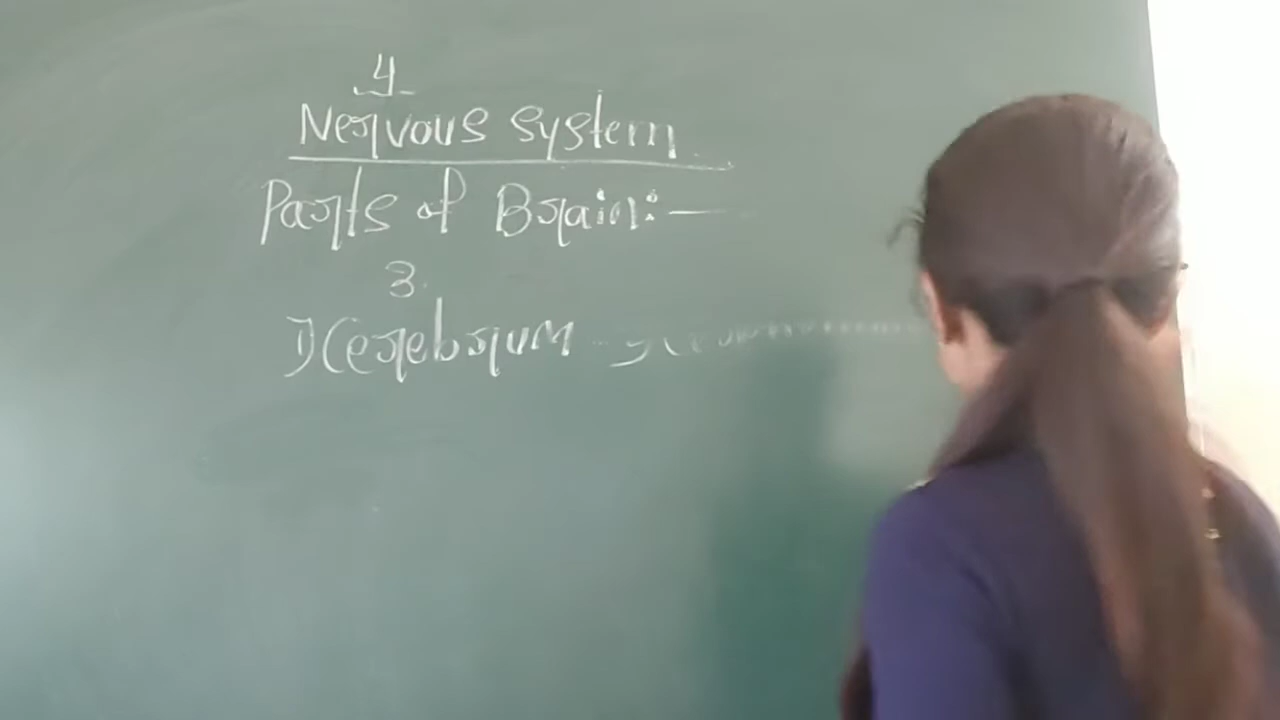 4
Nervous system
Parts of Brain:-
3.
1) Cerebrum